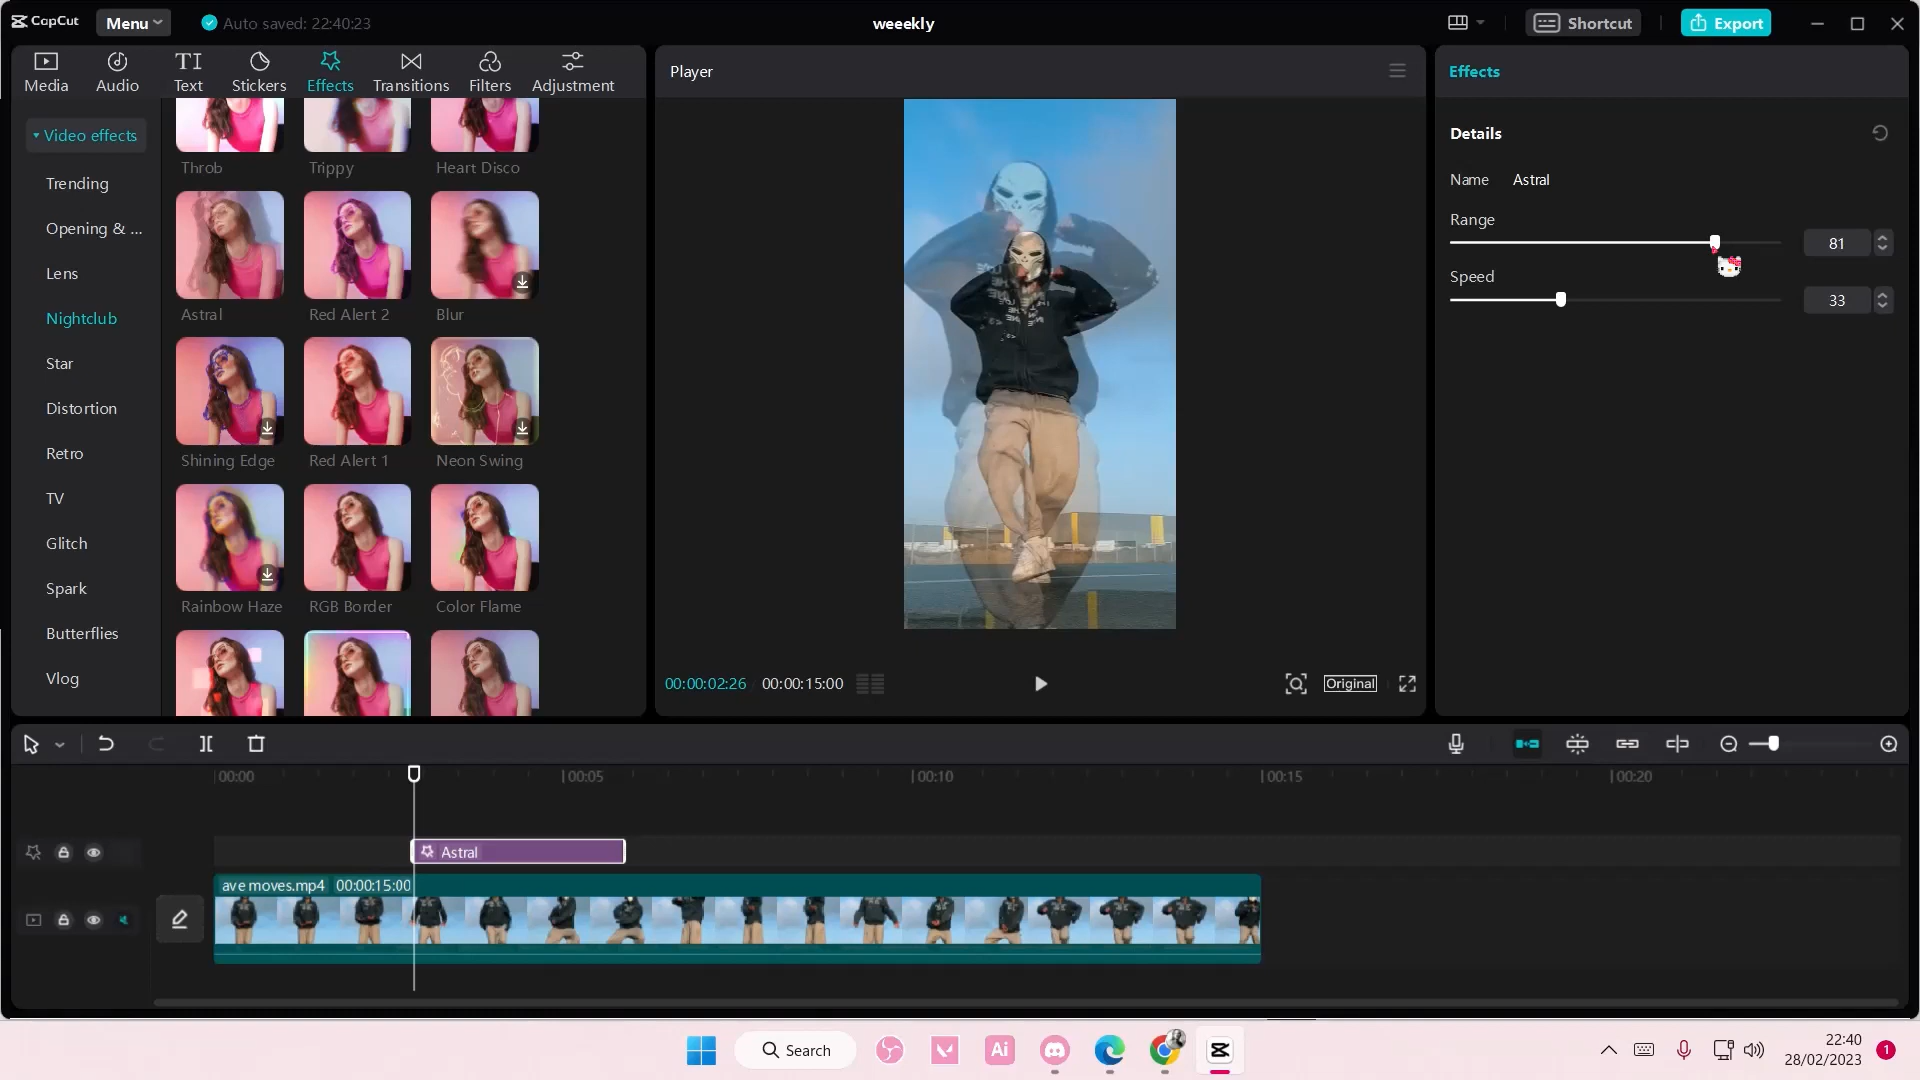 CapCut
Menu
Auto saved: 22:40:23
weeekly
Shortcut
Export
Media
Audio
Text
Stickers
Effects
Transitions
Filters
Adjustment
Video effects
Trending
Opening & ...
Lens
Nightclub
Star
Distortion
Retro
TV
Glitch
Spark
Butterflies
Vlog
Throb
Trippy
Heart Disco
Astral
Red Alert 2
Blur
Shining Edge
Red Alert 1
Neon Swing
Rainbow Haze
RGB Border
Color Flame
Player
00:00:02:26
00:00:15:00
Original
Effects
Details
Name
Astral
Range
81
Speed
33
00:00
00:05
00:10
00:15
00:20
Astral
ave moves.mp4
00:00:15:00
Search
Ai
22:40
28/02/2023
1